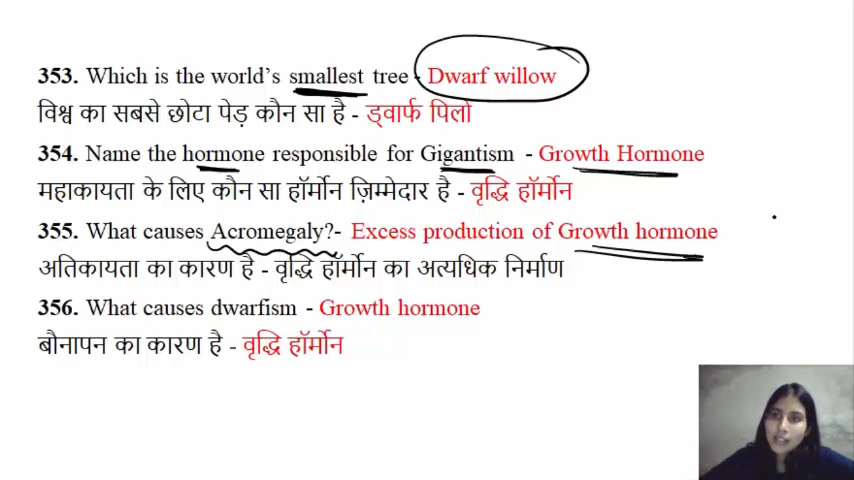 353. Which is the world's smallest tree - Dwarf willow
विश्व का सबसे छोटा पेड़ कौन सा है - ड्वार्फ पिलो
354. Name the hormone responsible for Gigantism - Growth Hormone
महाकायता के लिए कौन सा हॉर्मोन ज़िम्मेदार है - वृद्धि हॉर्मोन
355. What causes Acromegaly?- Excess production of Growth hormone
अतिकायता का कारण है - वृद्धि हॉर्मोन का अत्यधिक निर्माण
356. What causes dwarfism - Growth hormone
बौनापन का कारण है - वृद्धि हॉर्मोन